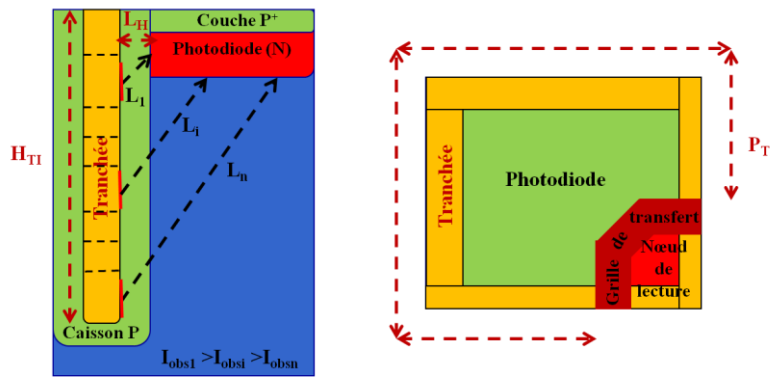 L_H
Couche P⁺
Photodiode (N)
L_1
L_i
L_n
H_TI
Tranchée
Caisson P
I_obs1 >I_obsi >I_obsn
P_T
Tranchée
Photodiode
Grille de transfert
Nœud
de
lecture